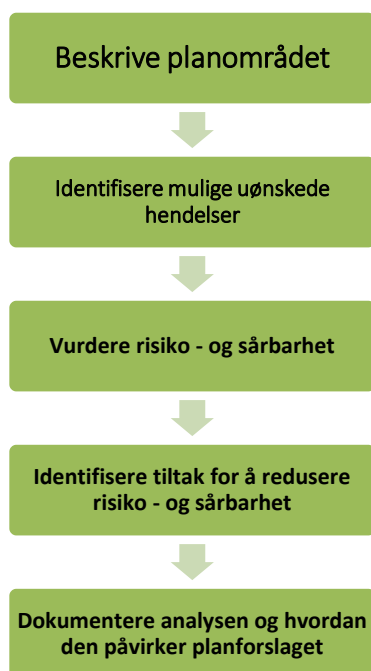 Beskrive planområdet
Identifisere mulige uønskede
hendelser
Vurdere risiko - og sårbarhet
Identifisere tiltak for å redusere
risiko - og sårbarhet
Dokumentere analysen og hvordan
den påvirker planforslaget